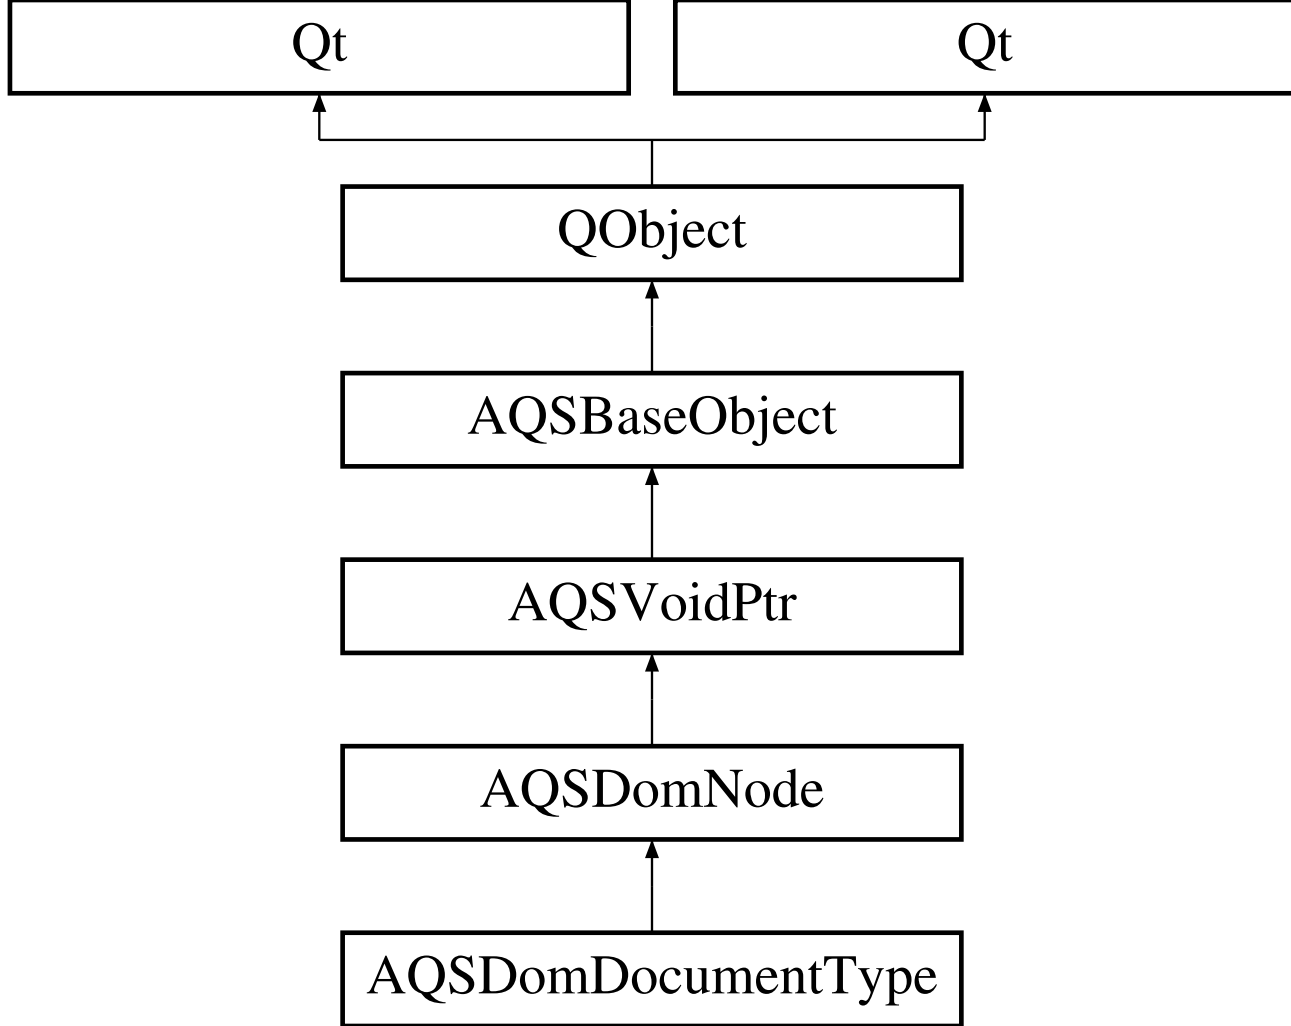 Qt
Qt
QObject
AQSBaseObject
AQSVoidPtr
AQSDomNode
AQSDomDocumentType